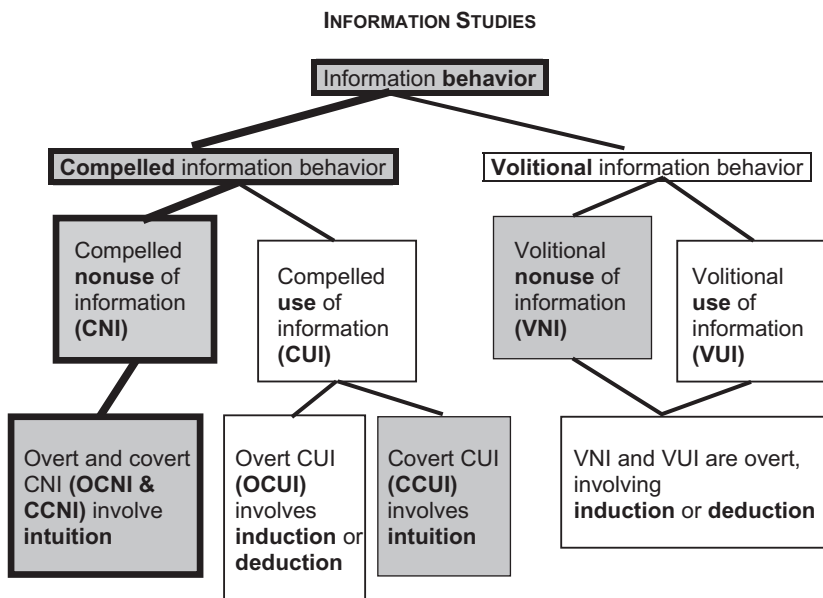 INFORMATION STUDIES
Information behavior
Compelled information behavior
Volitional information behavior
Compelled
nonuse of
information
(CNI)
Compelled
use of
information
(CUI)
Volitional
nonuse of
information
(VNI)
Volitional
use of
information
(VUI)
Overt and covert
CNI (OCNI &
CCNI) involve
intuition
Overt CUI
(OCUI)
involves
induction or
deduction
Covert CUI
(CCUI)
involves
intuition
VNI and VUI are overt,
involving
induction or deduction